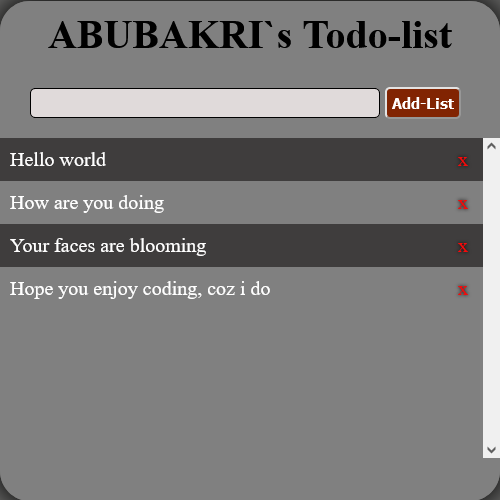 ABUBAKRI`s Todo-list
Add-List
Hello world x
How are you doing x
Your faces are blooming x
Hope you enjoy coding, coz i do x